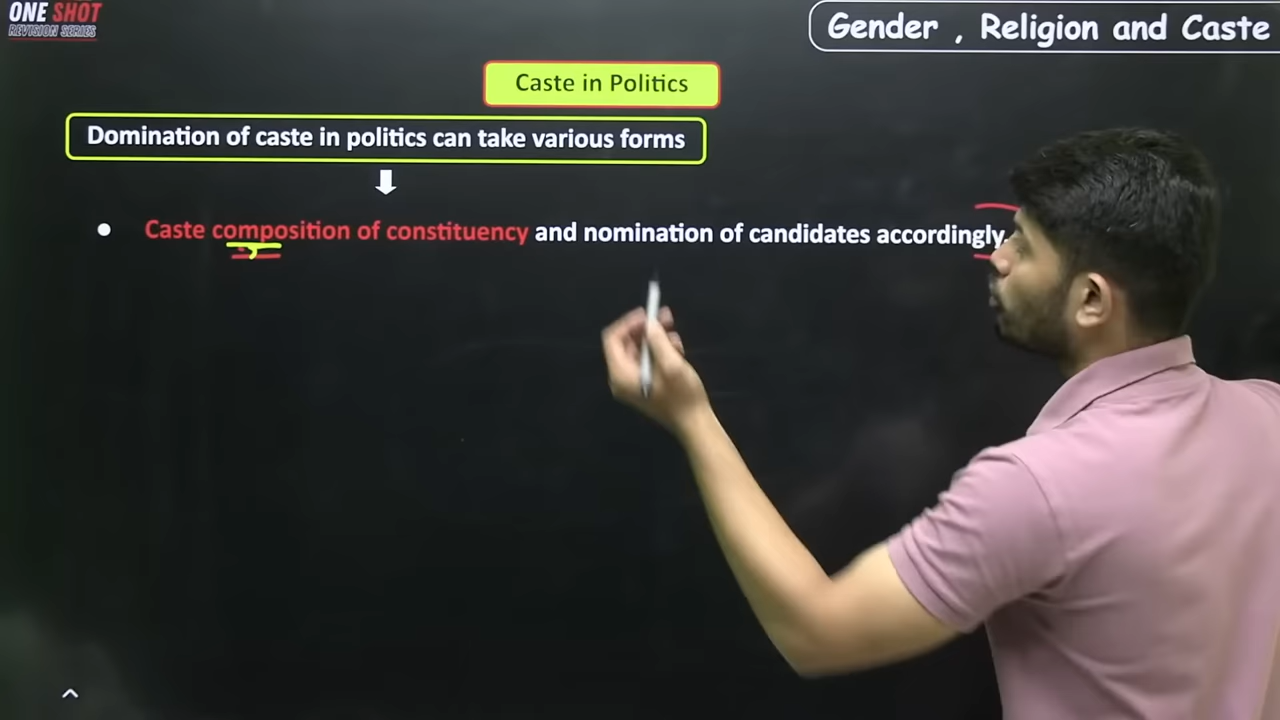 ONE SHOT
REVISION SERIES
Gender , Religion and Caste
Caste in Politics
Domination of caste in politics can take various forms
Caste composition of constituency and nomination of candidates accordingly.